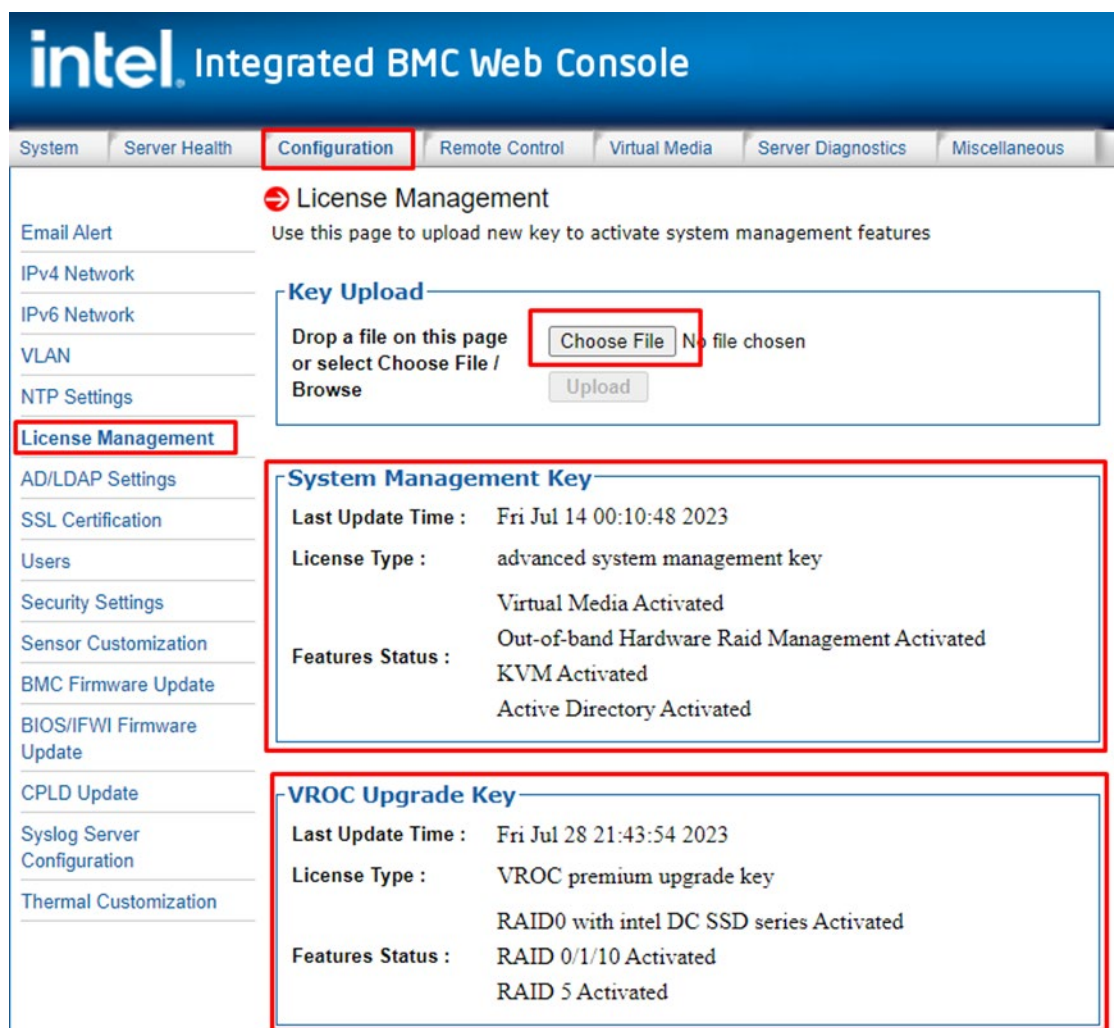 intel. Integrated BMC Web Console
System Server Health Configuration Remote Control Virtual Media Server Diagnostics Miscellaneous
Email Alert
IPv4 Network
IPv6 Network
VLAN
NTP Settings
License Management
AD/LDAP Settings
SSL Certification
Users
Security Settings
Sensor Customization
BMC Firmware Update
BIOS/IFWI Firmware
Update
CPLD Update
Syslog Server
Configuration
Thermal Customization
License Management
Use this page to upload new key to activate system management features
Key Upload
Drop a file on this page
or select Choose File /
Browse
Choose File No file chosen
Upload
System Management Key
Last Update Time : Fri Jul 14 00:10:48 2023
License Type : advanced system management key
Features Status :
Virtual Media Activated
Out-of-band Hardware Raid Management Activated
KVM Activated
Active Directory Activated
VROC Upgrade Key
Last Update Time : Fri Jul 28 21:43:54 2023
License Type : VROC premium upgrade key
Features Status :
RAID0 with intel DC SSD series Activated
RAID 0/1/10 Activated
RAID 5 Activated